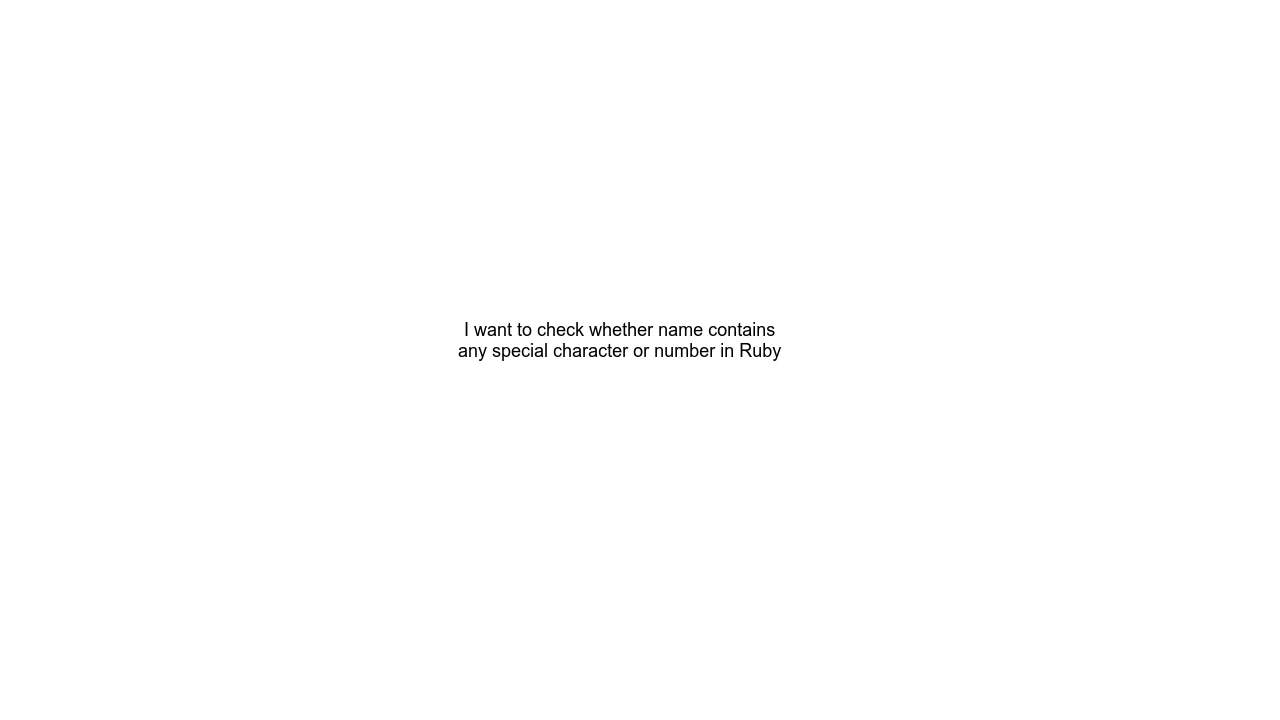 I want to check whether name contains
any special character or number in Ruby